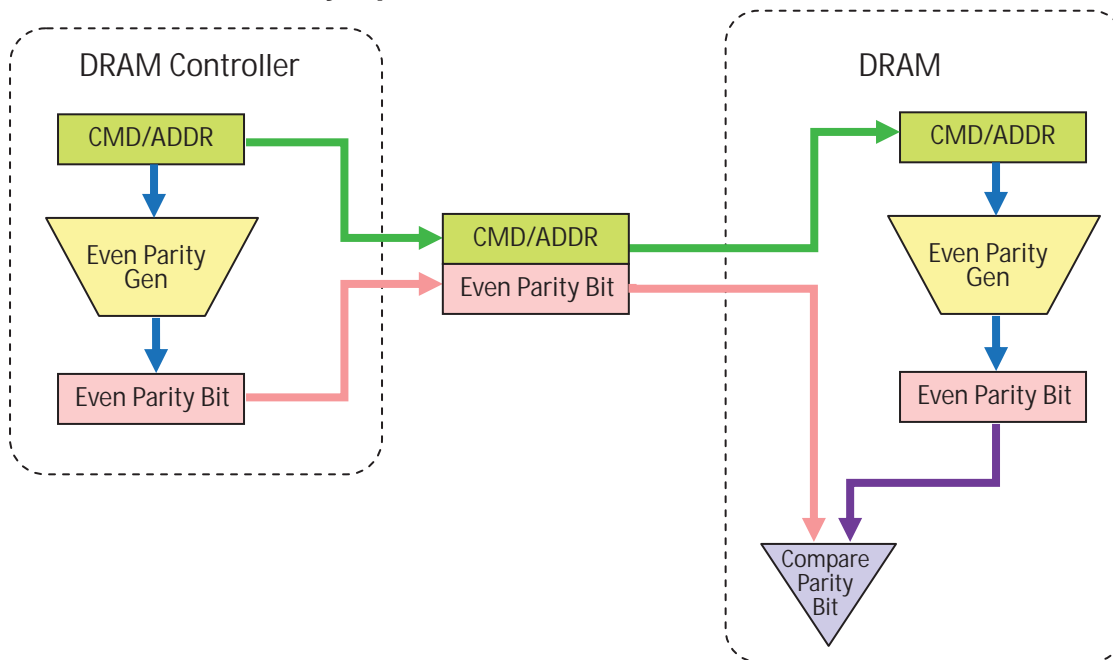 DRAM Controller
CMD/ADDR
Even Parity
Gen
Even Parity Bit
CMD/ADDR
Even Parity Bit
DRAM
CMD/ADDR
Even Parity
Gen
Even Parity Bit
Compare
Parity
Bit